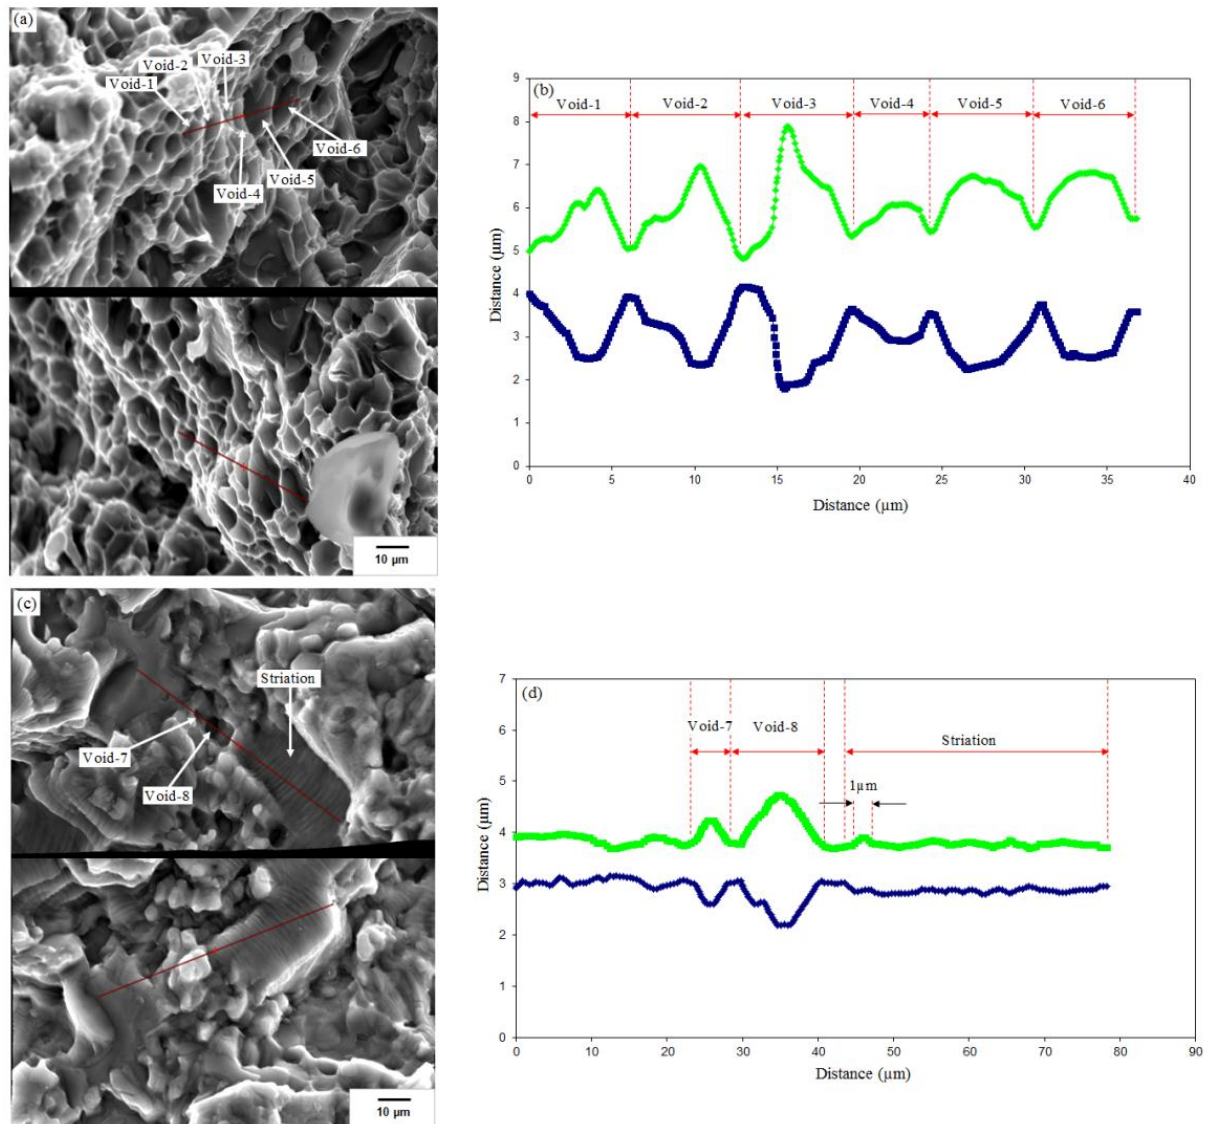 (a)
Void-3
Void-2
Void-1
Void-6
Void-5
Void-4
10 µm
(b)
Void-1 Void-2 Void-3 Void-4 Void-5 Void-6
9
8
7
6
5
4
3
2
1
0
Distance (µm)
0 5 10 15 20 25 30 35 40
Distance (µm)
(c)
Striation
Void-7
Void-8
10 µm
(d)
Void-7 Void-8 Striation
1µm
7
6
5
4
3
2
1
0
Distance (µm)
0 10 20 30 40 50 60 70 80 90
Distance (µm)